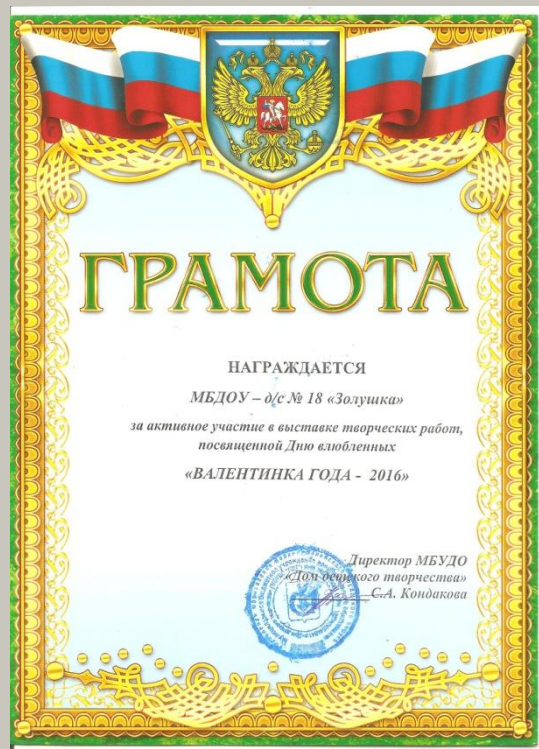 ГРАМОТА
НАГРАЖДАЕТСЯ
МБДОУ – д/с № 18 «Золушка»
за активное участие в выставке творческих работ,
посвященной Дню влюбленных
«ВАЛЕНТИНКА ГОДА - 2016»
Директор МБУДО
«Дом детского творчества»
С.А. Кондакова